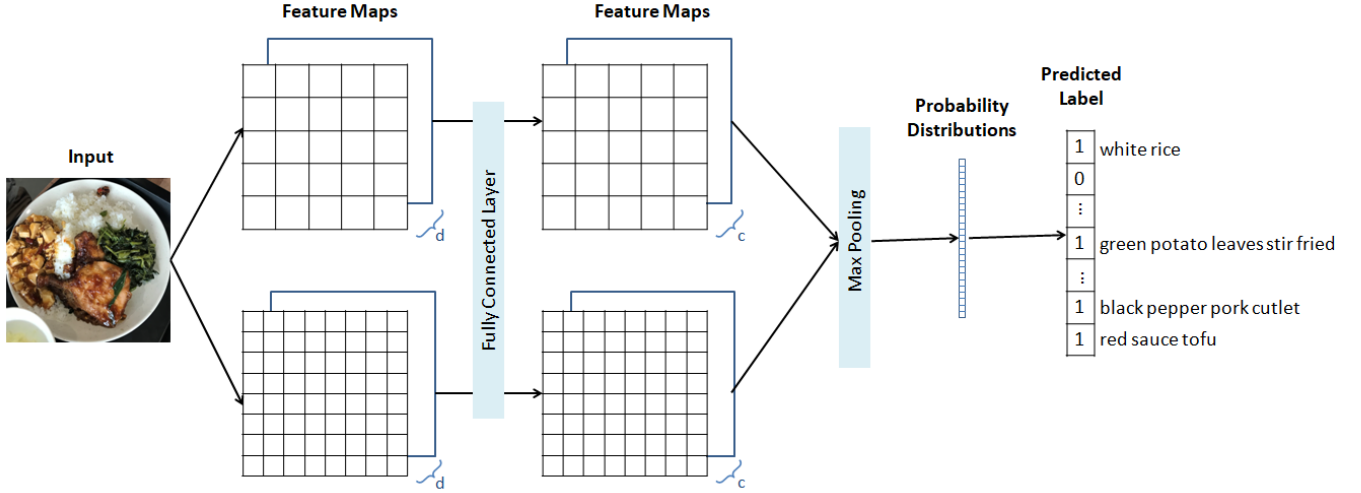 Feature Maps
Feature Maps
Predicted
Label
Probability
Distributions
Input
1 white rice
0
⋮
1 green potato leaves stir fried
⋮
1 black pepper pork cutlet
1 red sauce tofu
d
c
Fully Connected Layer
Max Pooling
d
c